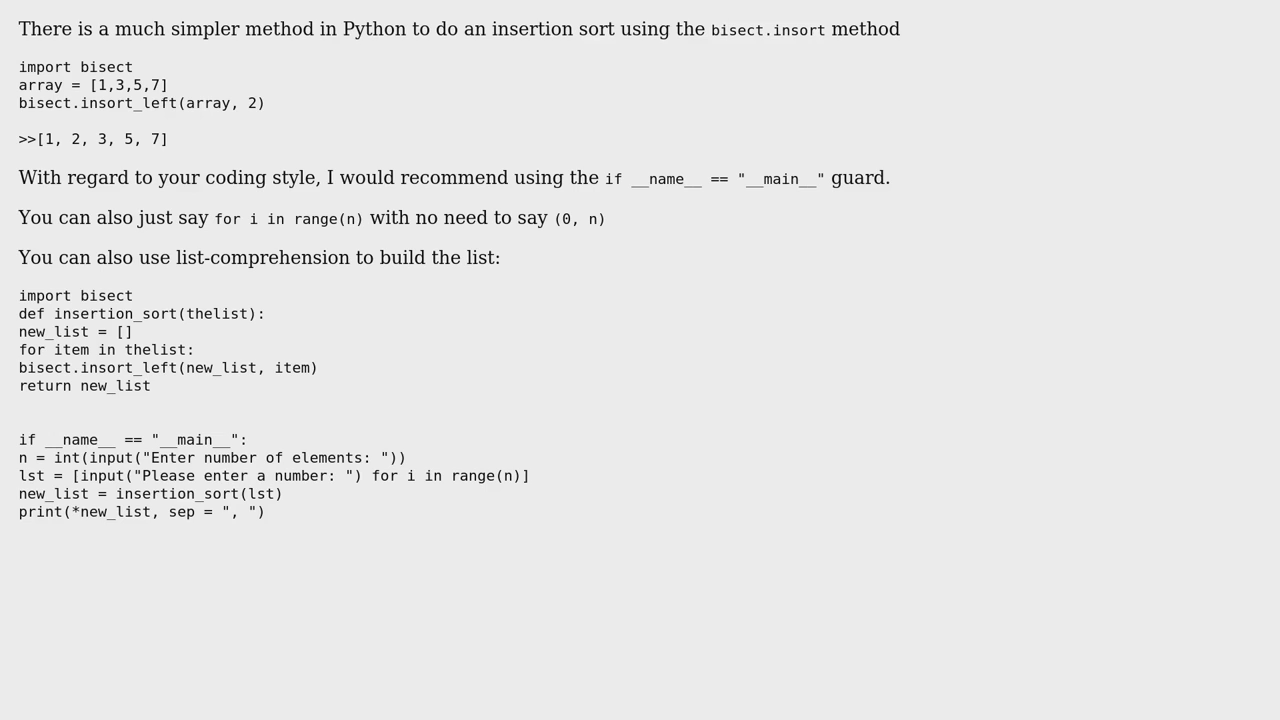 There is a much simpler method in Python to do an insertion sort using the bisect.insort method
import bisect
array = [1,3,5,7]
bisect.insort_left(array, 2)
>>[1, 2, 3, 5, 7]
With regard to your coding style, I would recommend using the if __name__ == "__main__" guard.
You can also just say for i in range(n) with no need to say (0, n)
You can also use list-comprehension to build the list:
import bisect
def insertion_sort(thelist):
new_list = []
for item in thelist:
bisect.insort_left(new_list, item)
return new_list
if __name__ == "__main__":
n = int(input("Enter number of elements: "))
lst = [input("Please enter a number: ") for i in range(n)]
new_list = insertion_sort(lst)
print(*new_list, sep = ", ")